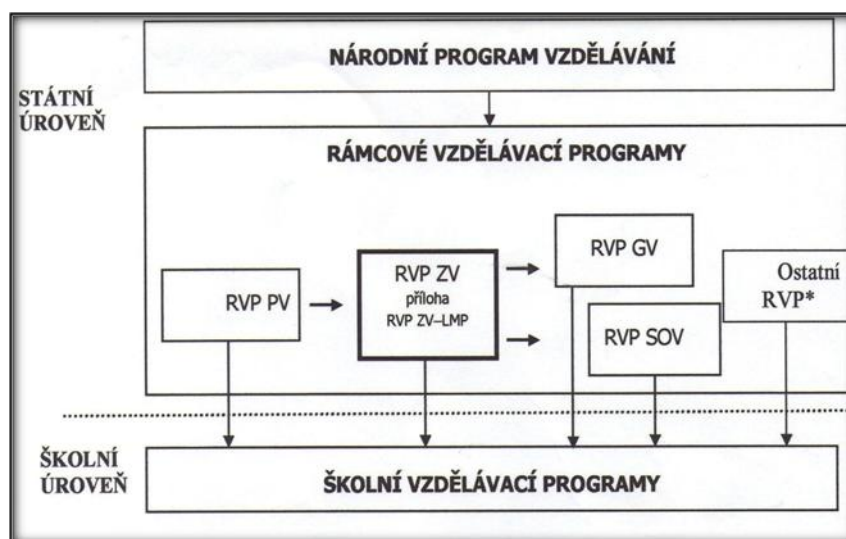 NÁRODNÍ PROGRAM VZDĚLÁVÁNÍ
STÁTNÍ
ÚROVEŇ
RÁMCOVÉ VZDĚLÁVACÍ PROGRAMY
RVP PV
RVP ZV
příloha
RVP ZV–LMP
RVP GV
RVP SOV
Ostatní
RVP*
ŠKOLNÍ
ÚROVEŇ
ŠKOLNÍ VZDĚLÁVACÍ PROGRAMY